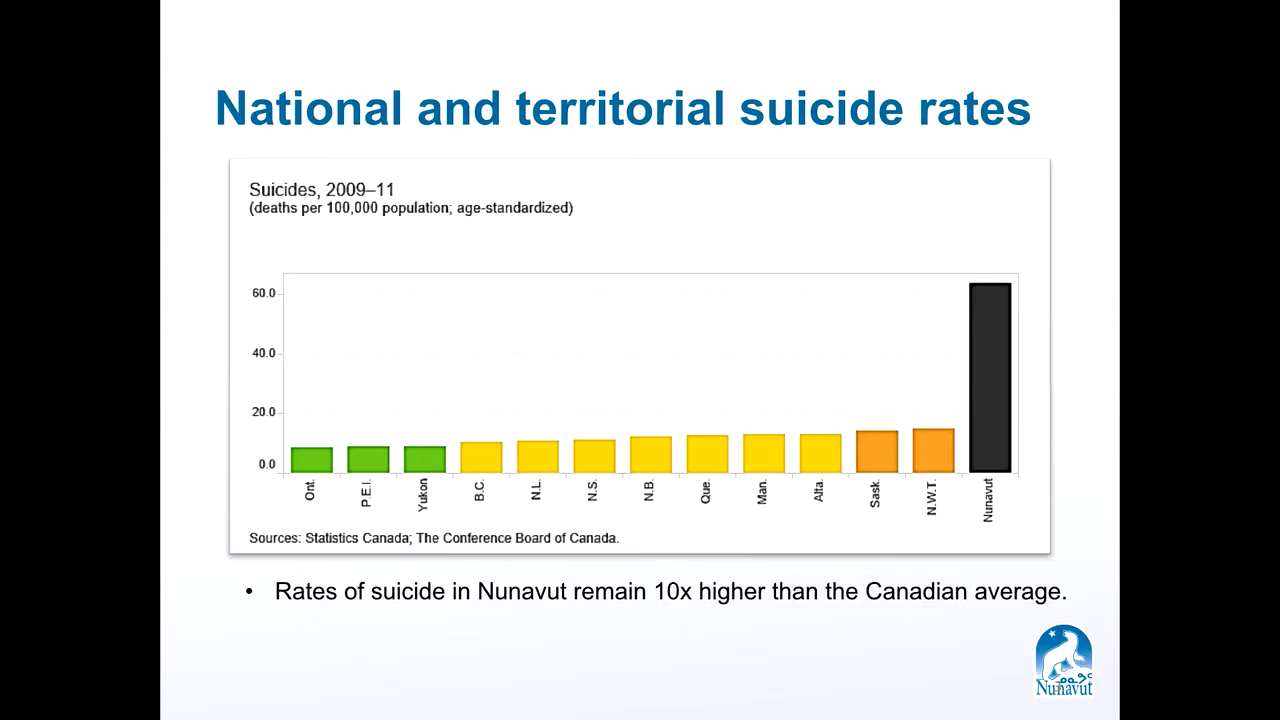 National and territorial suicide rates
Suicides, 2009–11
(deaths per 100,000 population; age-standardized)
60.0
40.0
20.0
0.0
Ont.
P.E.I.
Yukon
B.C.
N.L.
N.S.
N.B.
Que.
Man.
Alta.
Sask.
N.W.T.
Nunavut
Sources: Statistics Canada; The Conference Board of Canada.
• Rates of suicide in Nunavut remain 10x higher than the Canadian average.
Nunavut